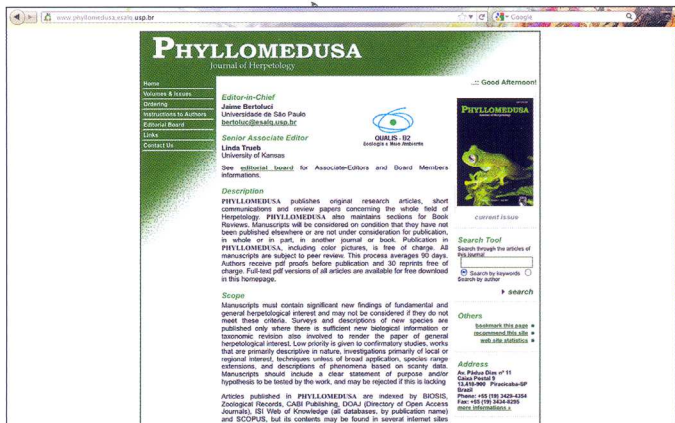 www.phyllomedusa.esalq.usp.br
Google
PHYLLOMEDUSA
Journal of Herpetology
Home
Volumes & Issues
Ordering
Instructions to Authors
Editorial Board
Links
Contact Us
Editor-in-Chief
Jaime Bertoluci
Universidade de São Paulo
bertoluc@esalq.usp.br
Senior Associate Editor
Linda Trueb
University of Kansas
QUALIS - B2
Ecologia e Meio Ambiente
See editorial board for Associate-Editors and Board Members
informations.
Description
PHYLLOMEDUSA publishes original research articles, short
communications and review papers concerning the whole field of
Herpetology. PHYLLOMEDUSA also maintains sections for Book
Reviews. Manuscripts will be considered on condition that they have not
been published elsewhere or are not under consideration for publication,
in whole or in part, in another journal or book. Publication in
PHYLLOMEDUSA, including color pictures, is free of charge. All
manuscripts are subject to peer review. This process averages 90 days.
Authors receive pdf proofs before publication and 30 reprints free of
charge. Full-text pdf versions of all articles are available for free download
in this homepage.
Scope
Manuscripts must contain significant new findings of fundamental and
general herpetological interest and may not be considered if they do not
meet these criteria. Surveys and descriptions of new species are
published only where there is sufficient new biological information or
taxonomic revision also involved to render the paper of general
herpetological interest. Low priority is given to confirmatory studies, works
that are primarily descriptive in nature, investigations primarily of local or
regional interest, techniques unless of broad application, species range
extensions, and descriptions of phenomena based on scanty data.
Manuscripts should include a clear statement of purpose and/or
hypothesis to be tested by the work, and may be rejected if this is lacking
Articles published in PHYLLOMEDUSA are indexed by BIOSIS,
Zoological Records, CABI Publishing, DOAJ (Directory of Open Access
Journals), ISI Web of Knowledge (all databases, by publication name)
and SCOPUS, but its contents may be found in several internet sites
..:: Good Afternoon!
PHYLLOMEDUSA
current issue
Search Tool
Search through the articles of
this journal
Search by keywords
Search by author
search
Others
bookmark this page
recommend this site
web site statistics
Address
Av. Pádua Dias n° 11
Caixa Postal 9
13,418-900 Piracicaba-SP
Brazil
Phone: +55 (19) 3429-4354
Fax: +55 (19) 3434-8295
more informations »